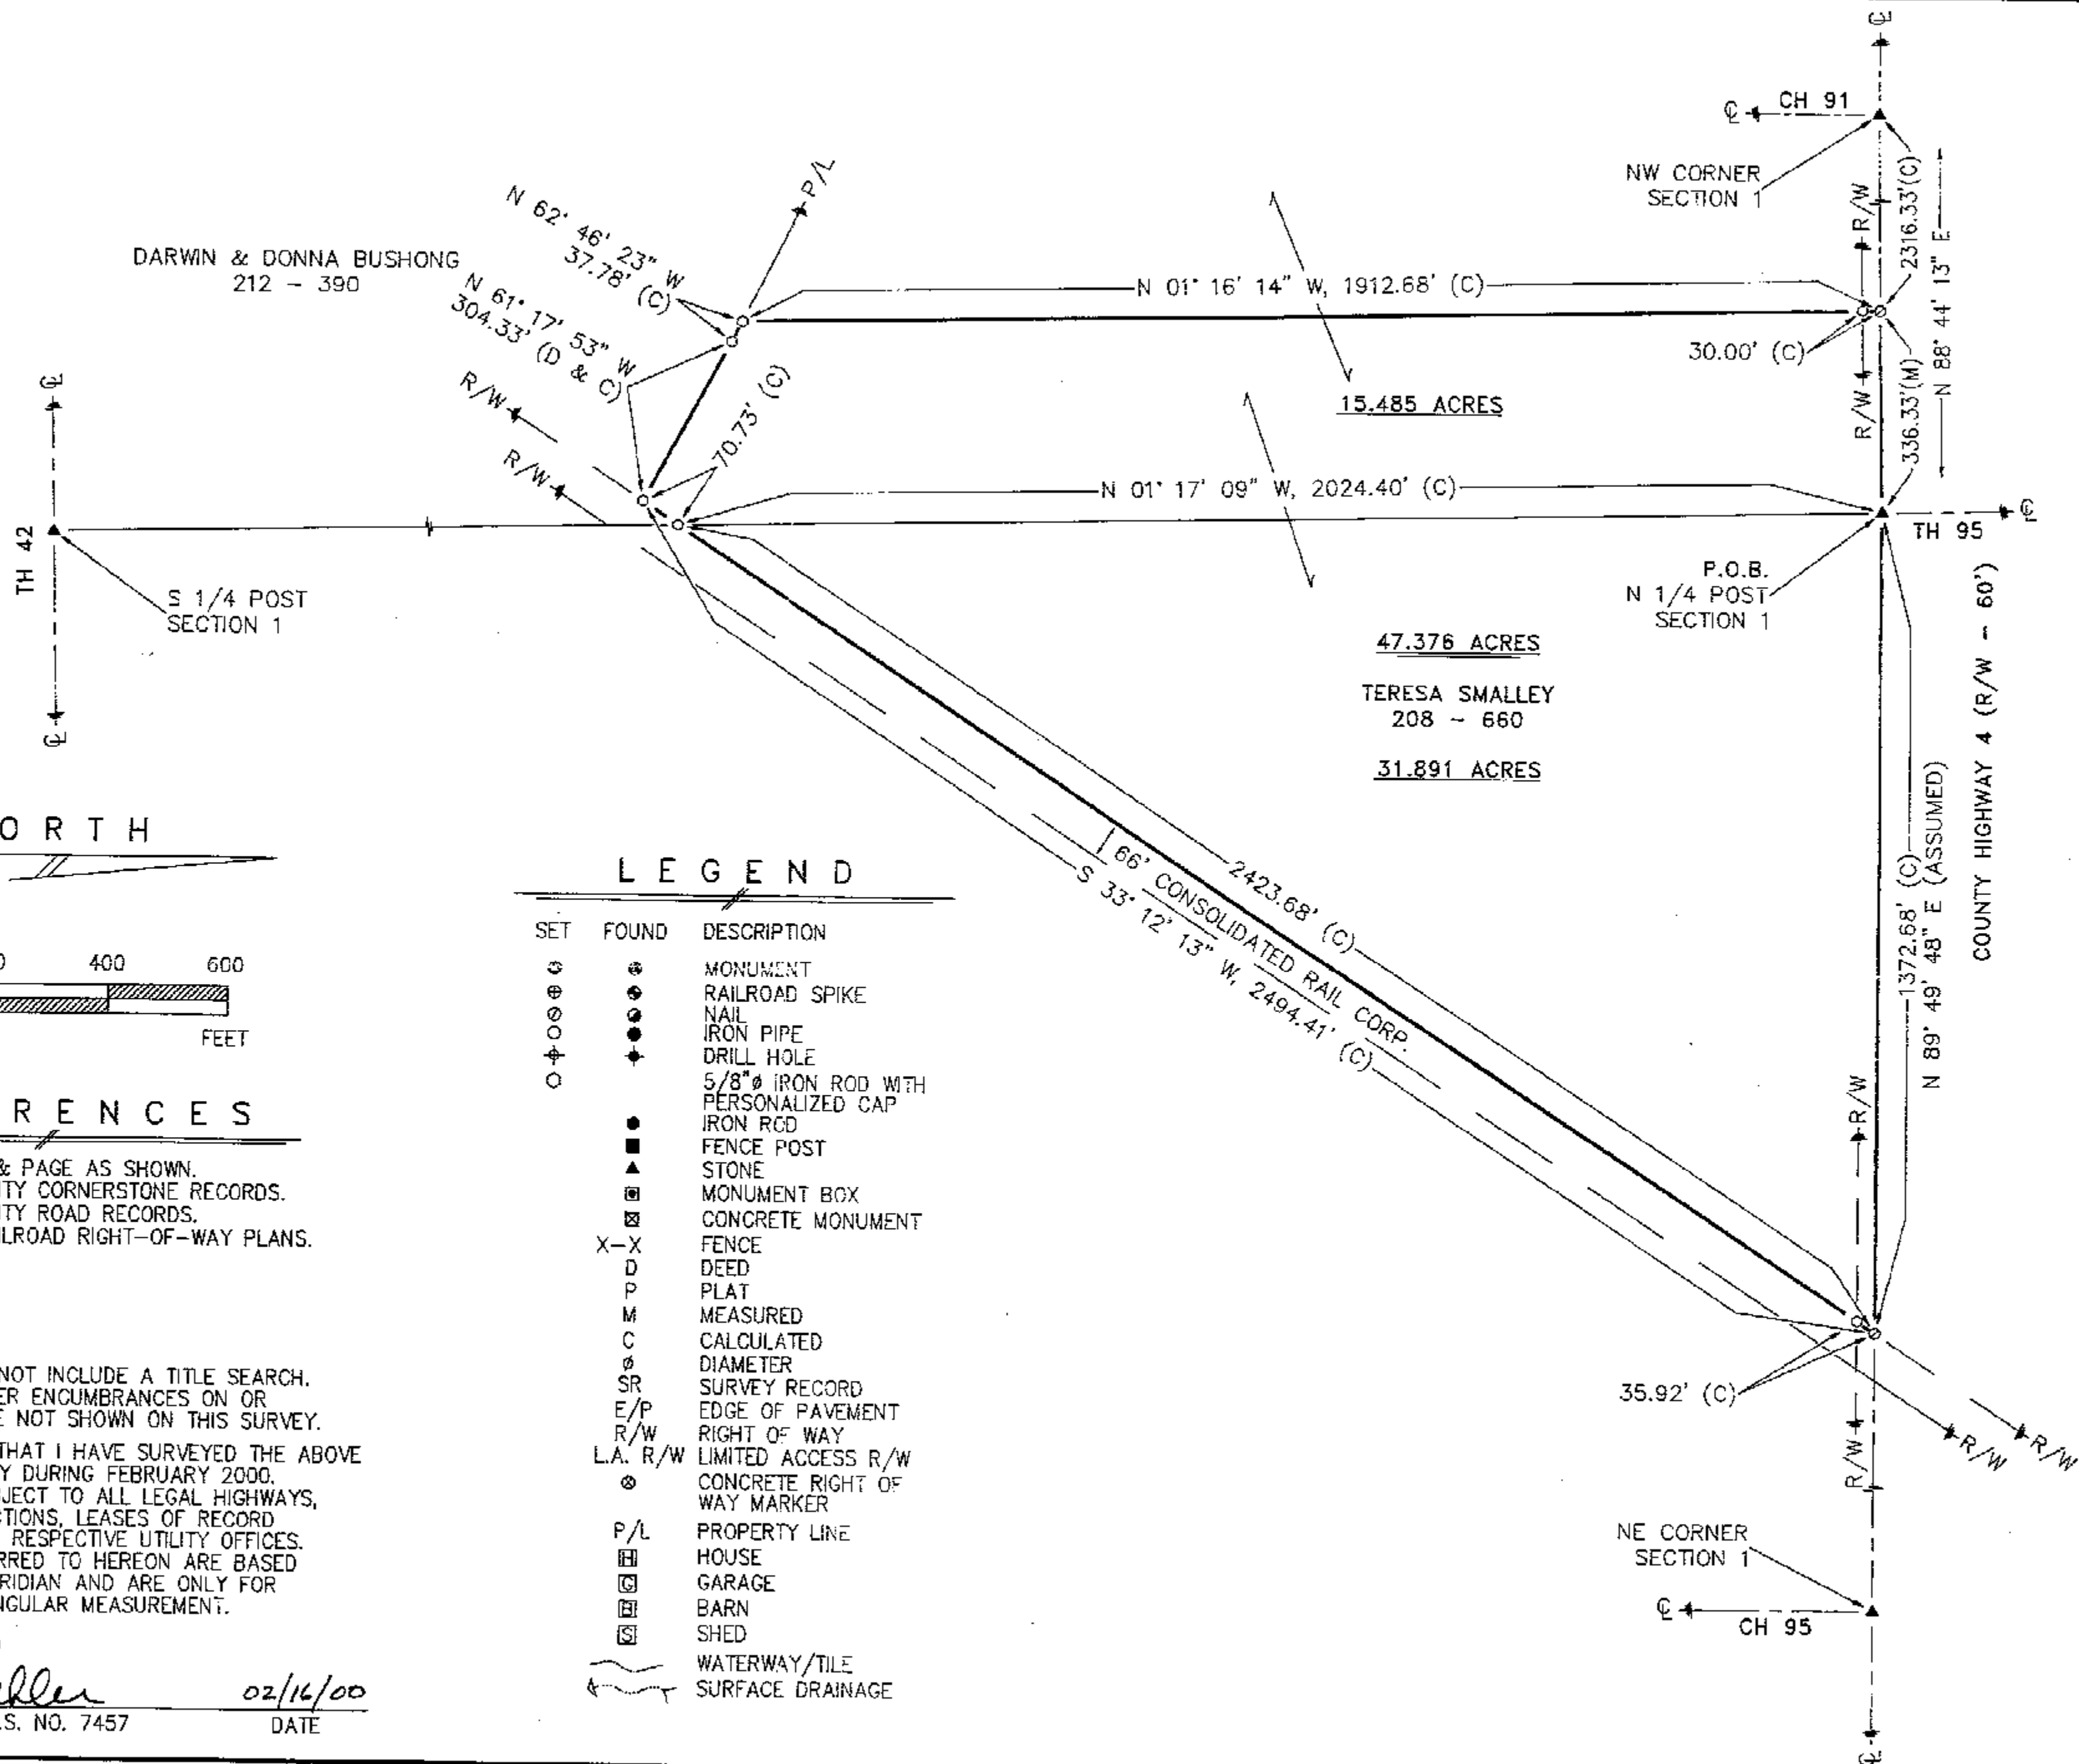 ℄
CH 91
℄
NW CORNER
SECTION 1
R/W
2316.33'(C)
N 88° 44' 13" E
P/L
N 62° 46' 23" W
37.78' (C)
DARWIN & DONNA BUSHONG
212 - 390
N 61° 17' 53" W
304.33' (D & C)
N 01° 16' 14" W, 1912.68' (C)
30.00' (C)
R/W
336.33'(M)
R/W
R/W
70.73' (C)
15.485 ACRES
N 01° 17' 09" W, 2024.40' (C)
℄
TH 42
℄
S 1/4 POST
SECTION 1
℄
TH 95
P.O.B.
N 1/4 POST
SECTION 1
47.376 ACRES
TERESA SMALLEY
208 - 660
31.891 ACRES
COUNTY HIGHWAY 4 (R/W - 60')
1372.68' (C)
N 89° 49' 48" E (ASSUMED)
2423.68' (C)
66' CONSOLIDATED RAIL CORP.
S 33° 12' 13" W, 2494.41' (C)
R/W
35.92' (C)
R/W
R/W
R/W
NE CORNER
SECTION 1
℄
CH 95
℄
ORTH
0 400 600
FEET
RENCES
& PAGE AS SHOWN.
TY CORNERSTONE RECORDS.
TY ROAD RECORDS.
LROAD RIGHT-OF-WAY PLANS.
NOT INCLUDE A TITLE SEARCH.
ER ENCUMBRANCES ON OR
E NOT SHOWN ON THIS SURVEY.
THAT I HAVE SURVEYED THE ABOVE
Y DURING FEBRUARY 2000.
JECT TO ALL LEGAL HIGHWAYS,
TIONS, LEASES OF RECORD
RESPECTIVE UTILITY OFFICES.
RRED TO HEREON ARE BASED
RIDIAN AND ARE ONLY FOR
NGULAR MEASUREMENT.
02/16/00
.S. NO. 7457 DATE
LEGEND
SET FOUND DESCRIPTION
MONUMENT
RAILROAD SPIKE
NAIL
IRON PIPE
DRILL HOLE
5/8"ø IRON ROD WITH
PERSONALIZED CAP
IRON ROD
FENCE POST
STONE
MONUMENT BOX
CONCRETE MONUMENT
X-X FENCE
D DEED
P PLAT
M MEASURED
C CALCULATED
ø DIAMETER
SR SURVEY RECORD
E/P EDGE OF PAVEMENT
R/W RIGHT OF WAY
L.A. R/W LIMITED ACCESS R/W
CONCRETE RIGHT OF
WAY MARKER
P/L PROPERTY LINE
H HOUSE
G GARAGE
B BARN
S SHED
WATERWAY/TILE
SURFACE DRAINAGE